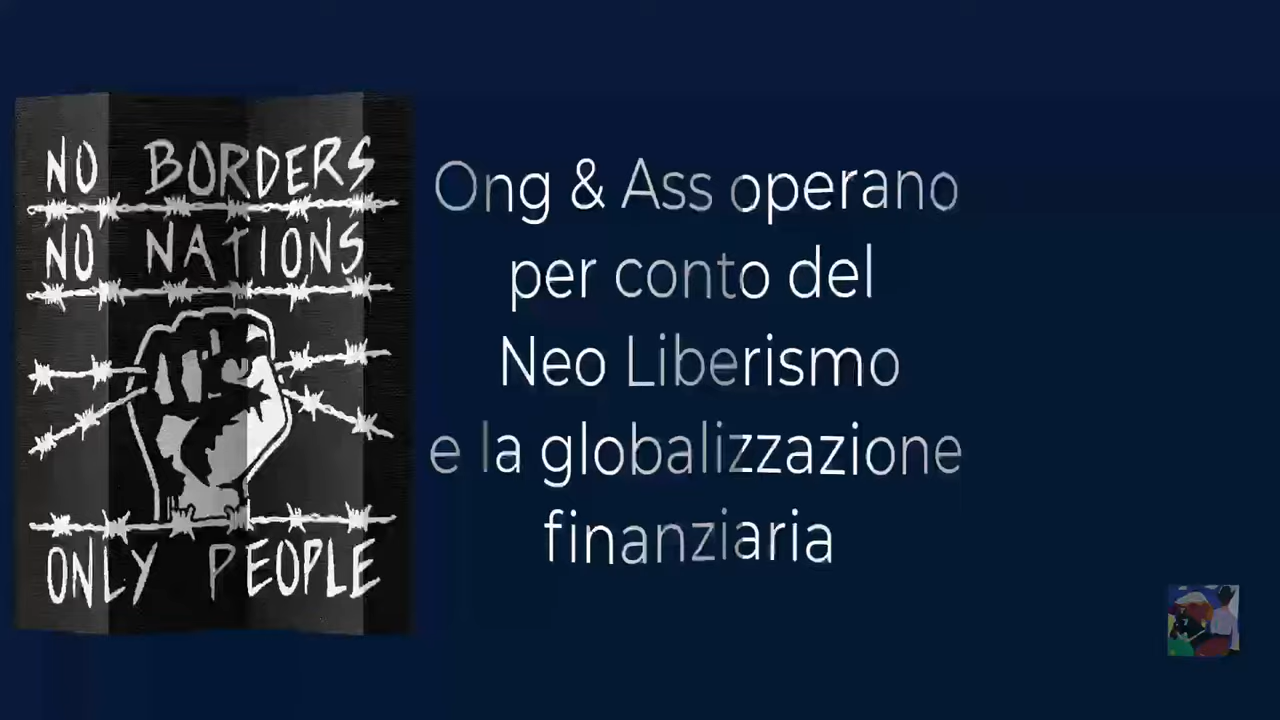 NO BORDERS
NO NATIONS
ONLY PEOPLE
Ong & Ass operano
per conto del
Neo Liberismo
e la globalizzazione
finanziaria